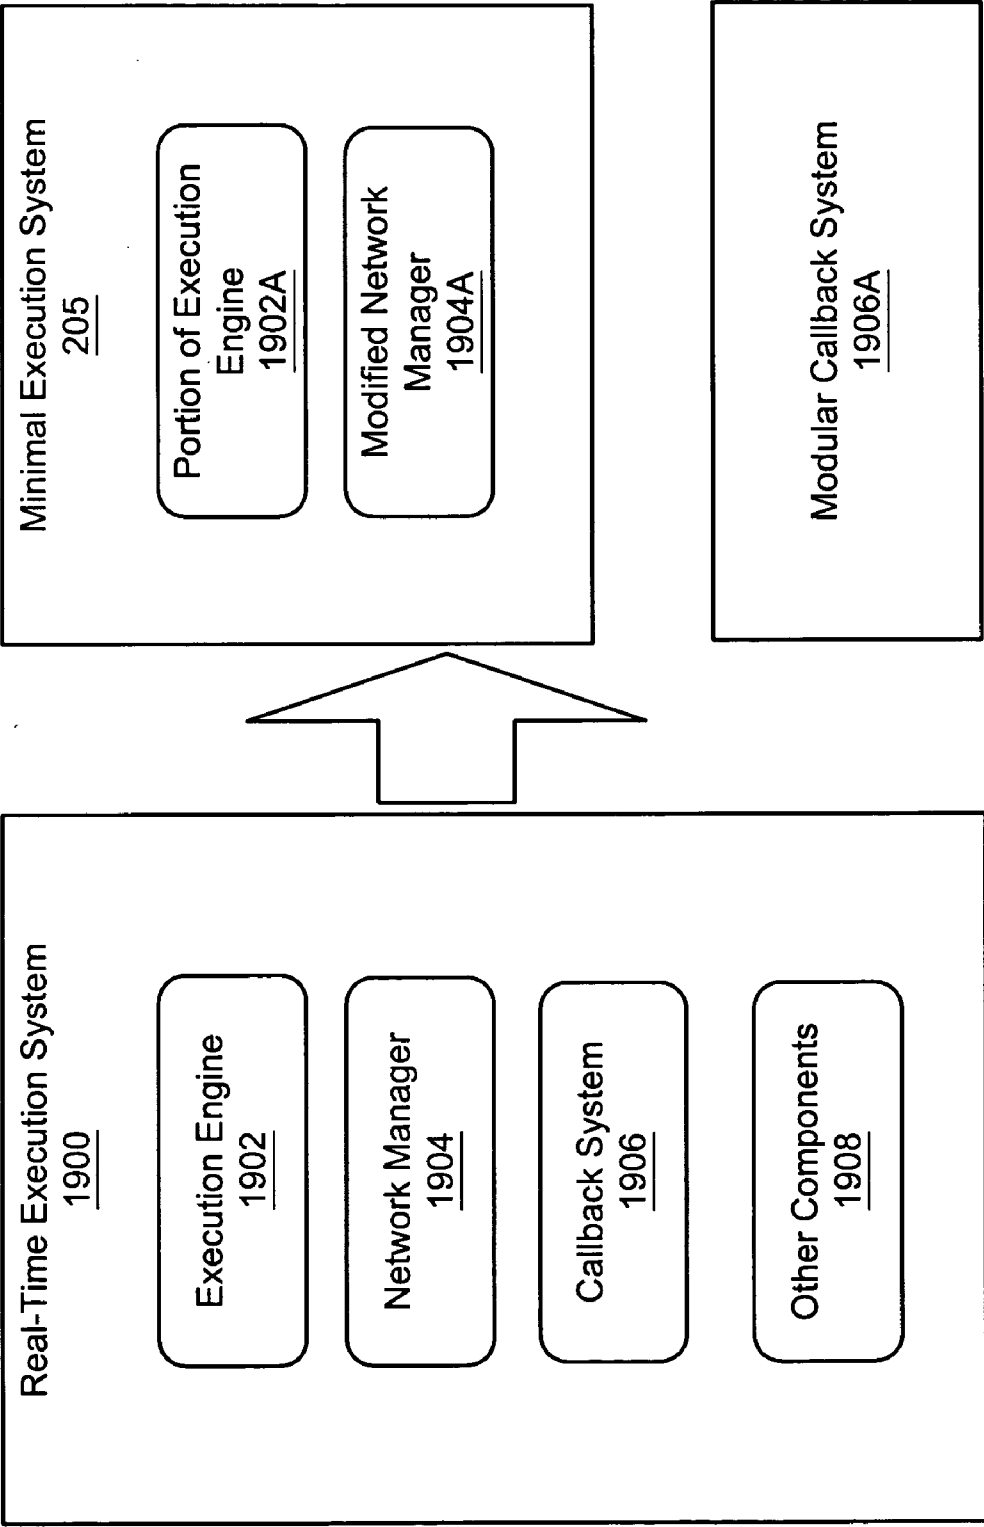 Real-Time Execution System
1900
Execution Engine
1902
Network Manager
1904
Callback System
1906
Other Components
1908
Minimal Execution System
205
Portion of Execution
Engine
1902A
Modified Network
Manager
1904A
Modular Callback System
1906A